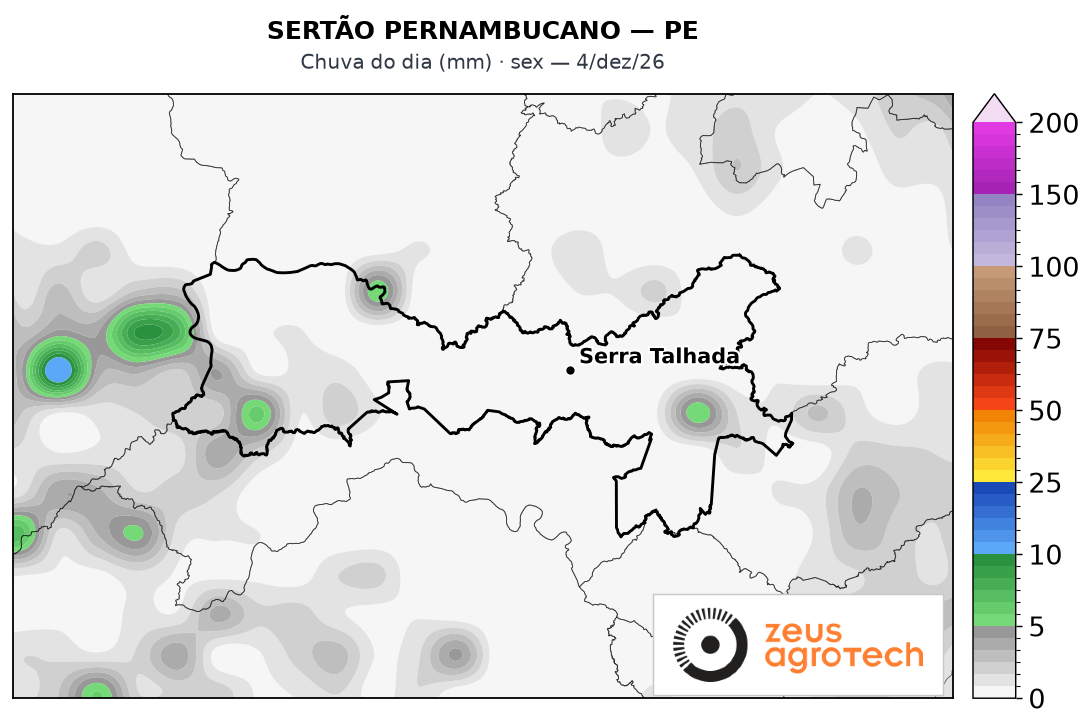 SERTÃO PERNAMBUCANO — PE
Chuva do dia (mm) · sex — 4/dez/26
200
150
100
75
50
25
10
5
0
Serra Talhada
zeus
agrotech